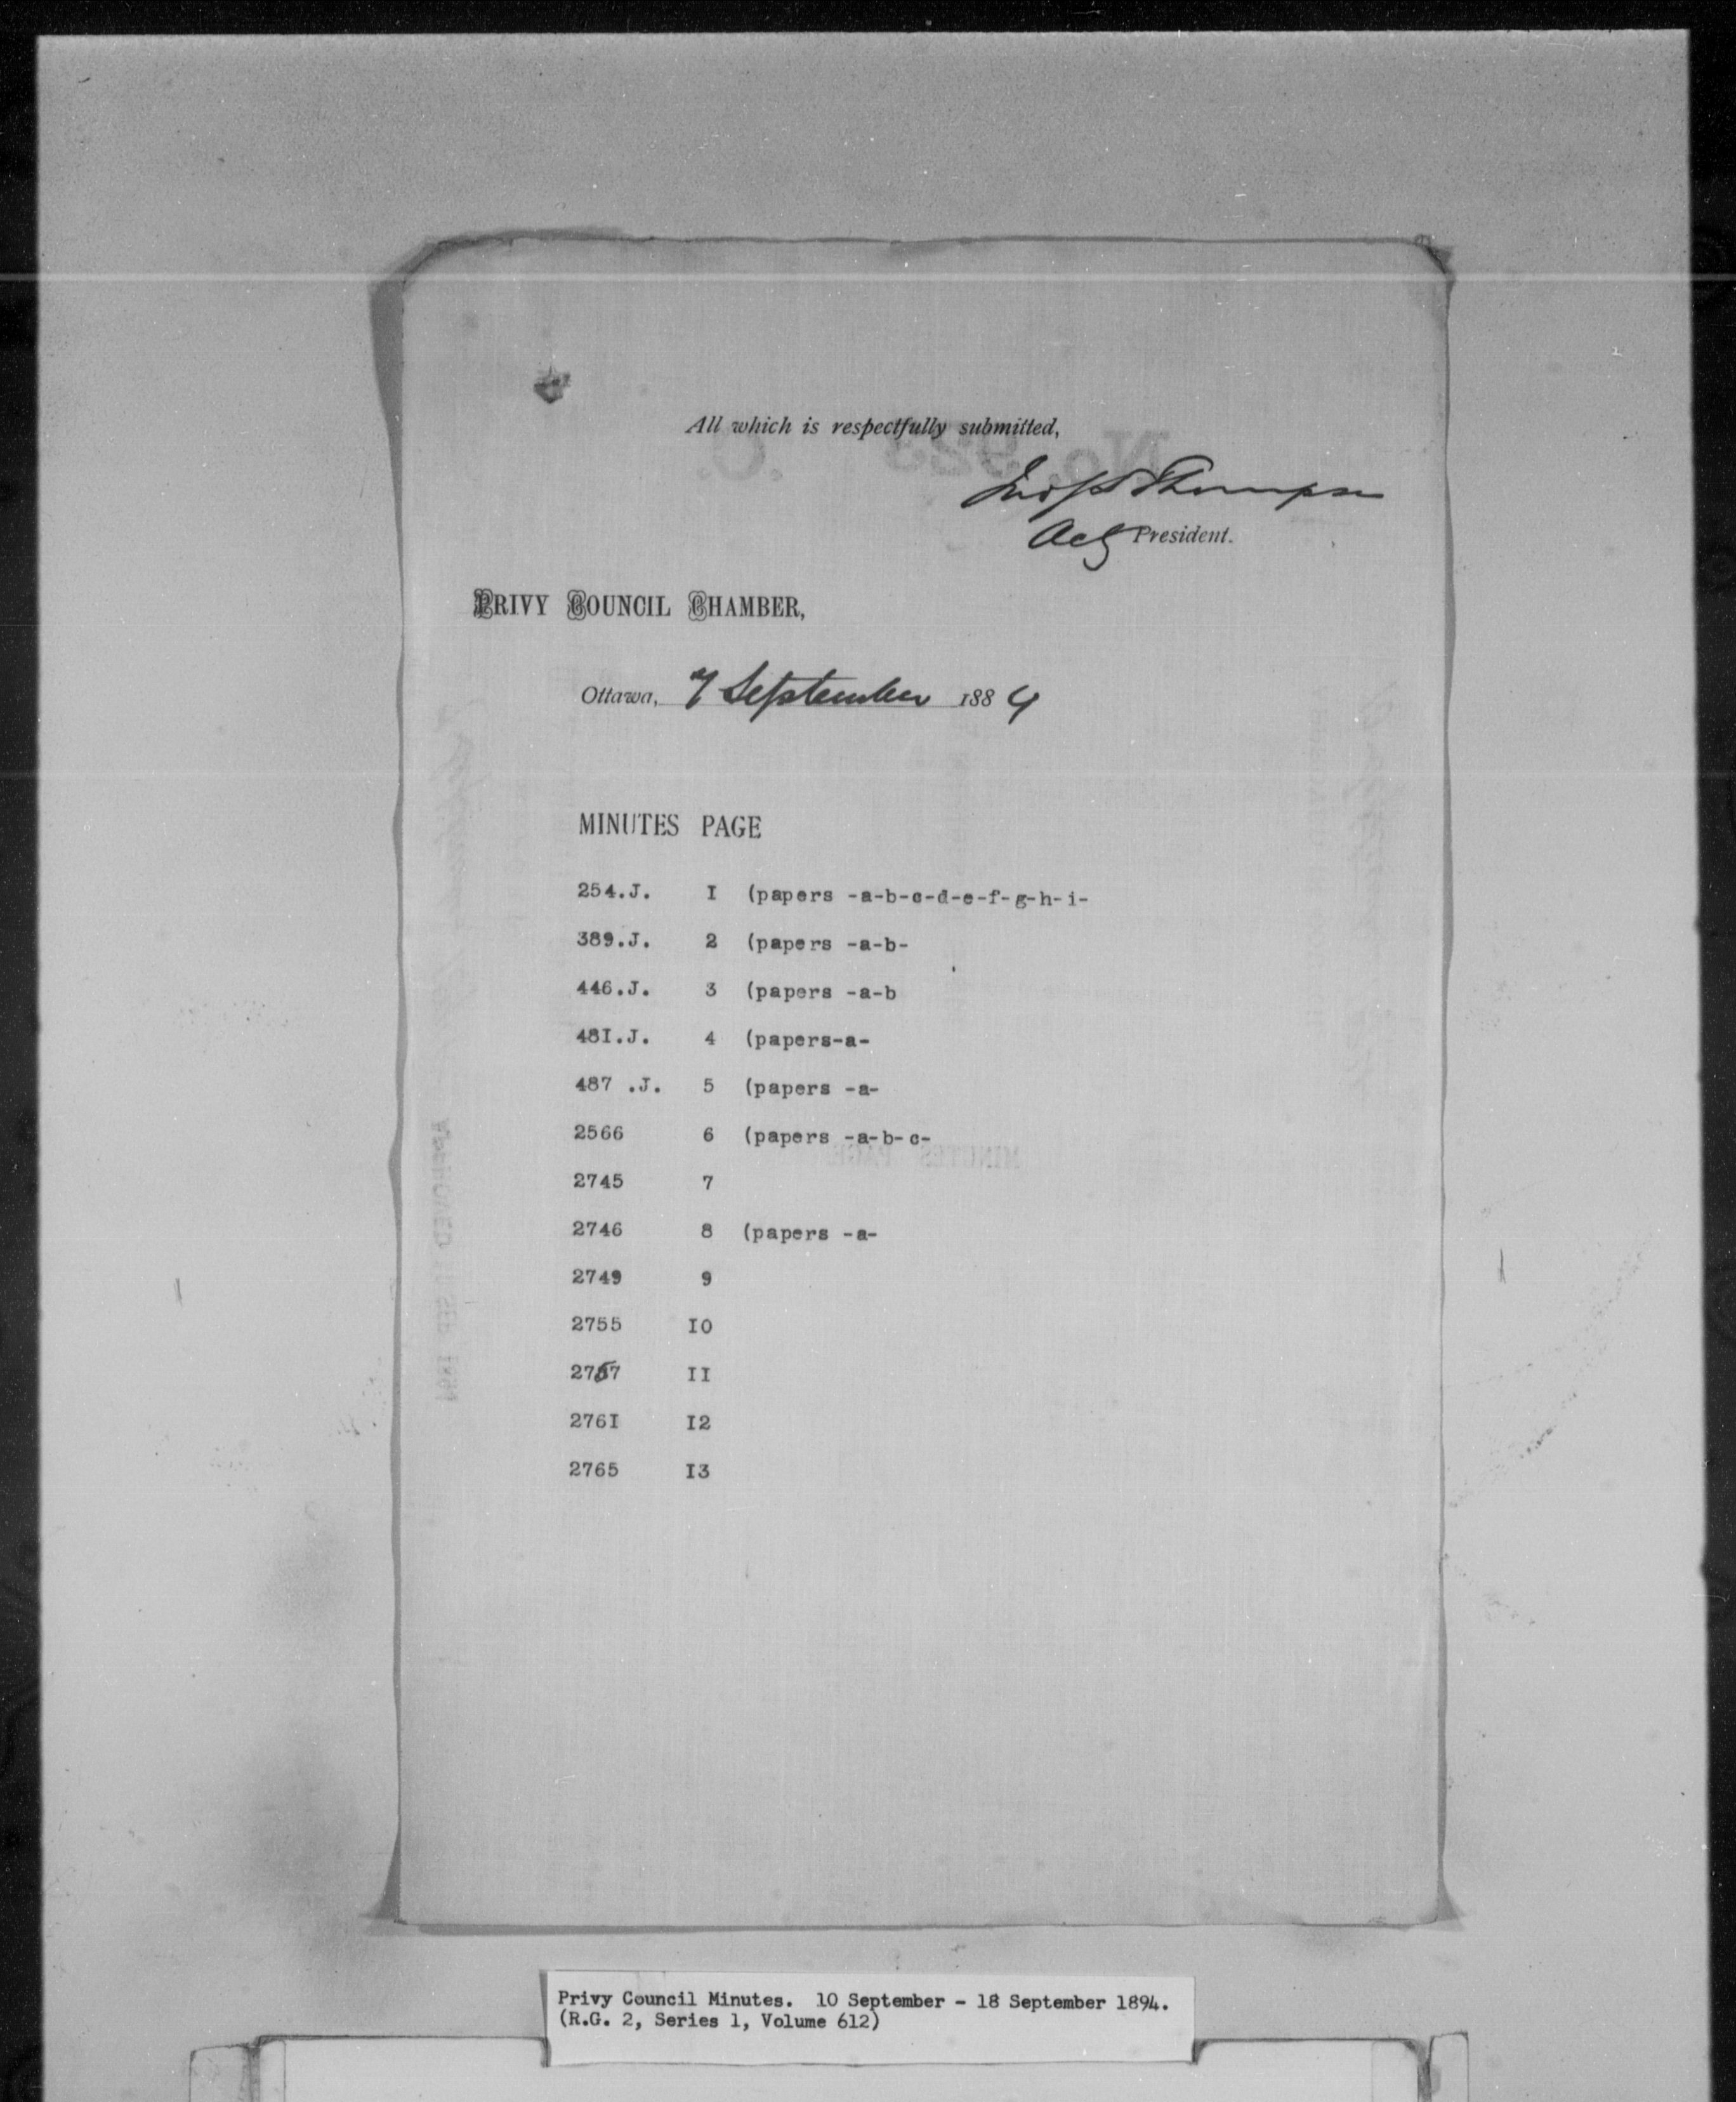 All which is respectfully submitted,
Jno S D Thompson
Actg President.
PRIVY COUNCIL CHAMBER,
Ottawa, 7 September 1884
MINUTES PAGE
254.J. I (papers -a-b-c-d-e-f-g-h-i-
389.J. 2 (papers -a-b-
446.J. 3 (papers -a-b
48I.J. 4 (papers-a-
487 .J. 5 (papers -a-
2566 6 (papers -a-b-c-
2745 7
2746 8 (papers -a-
2749 9
2755 I0
2757 II
276I I2
2765 I3
Privy Council Minutes. 10 September - 18 September 1894.
(R.G. 2, Series 1, Volume 612)